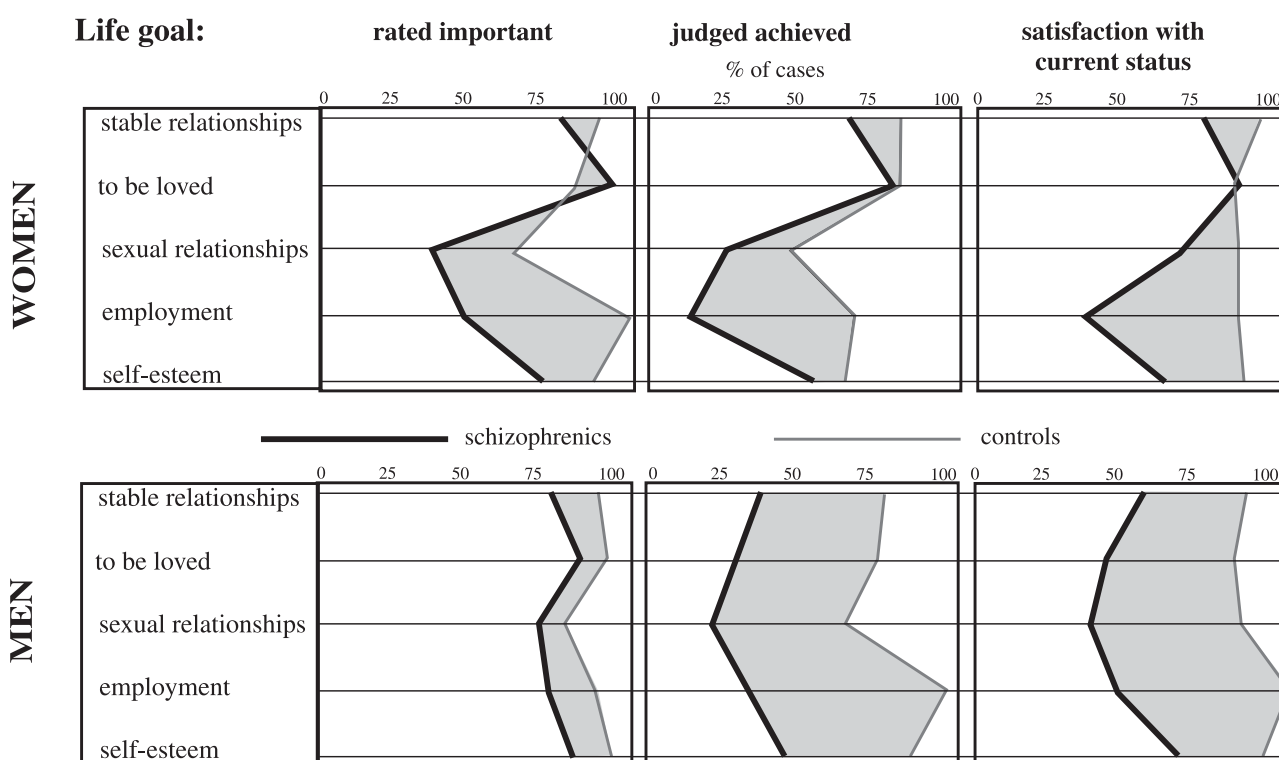 Life goal: rated important judged achieved satisfaction with
current status
% of cases
0 25 50 75 100 0 25 50 75 100 0 25 50 75 100
WOMEN
stable relationships
to be loved
sexual relationships
employment
self-esteem
schizophrenics controls
0 25 50 75 100 0 25 50 75 100 0 25 50 75 100
MEN
stable relationships
to be loved
sexual relationships
employment
self-esteem